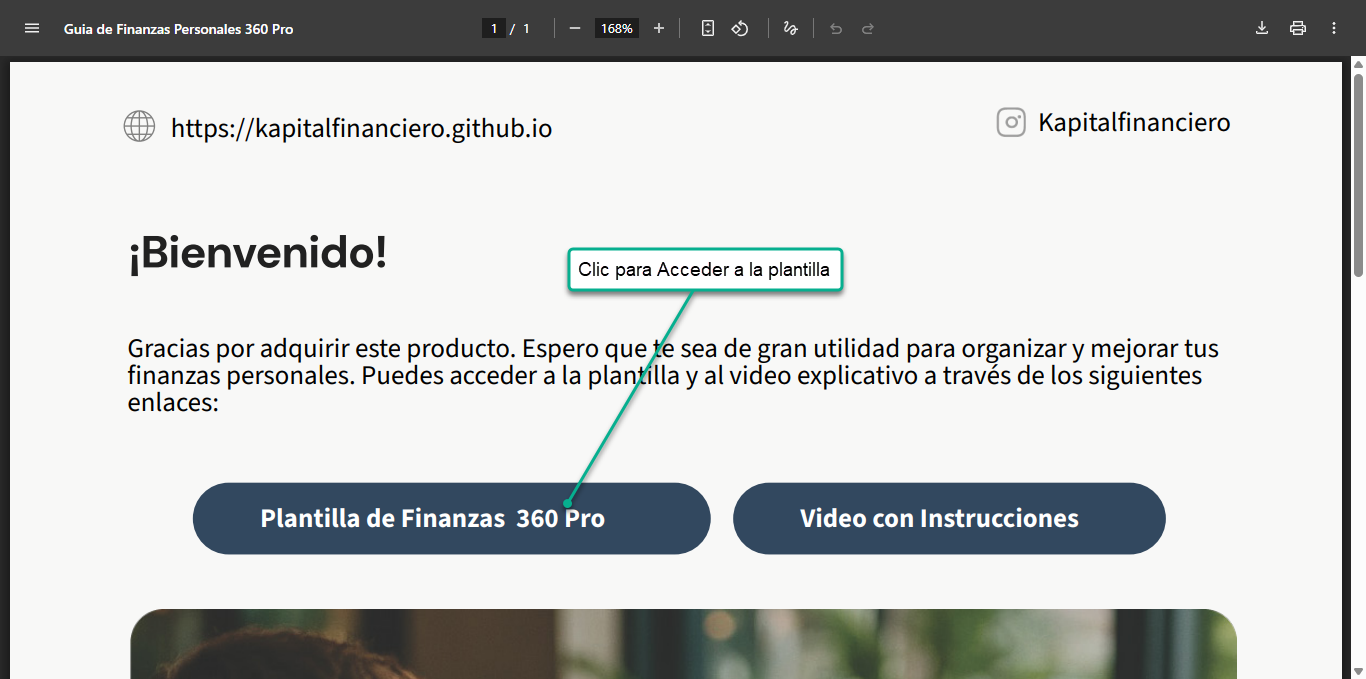 Guia de Finanzas Personales 360 Pro
1 / 1
168%
https://kapitalfinanciero.github.io
Kapitalfinanciero
¡Bienvenido!
Clic para Acceder a la plantilla
Gracias por adquirir este producto. Espero que te sea de gran utilidad para organizar y mejorar tus
finanzas personales. Puedes acceder a la plantilla y al video explicativo a través de los siguientes
enlaces:
Plantilla de Finanzas 360 Pro
Video con Instrucciones